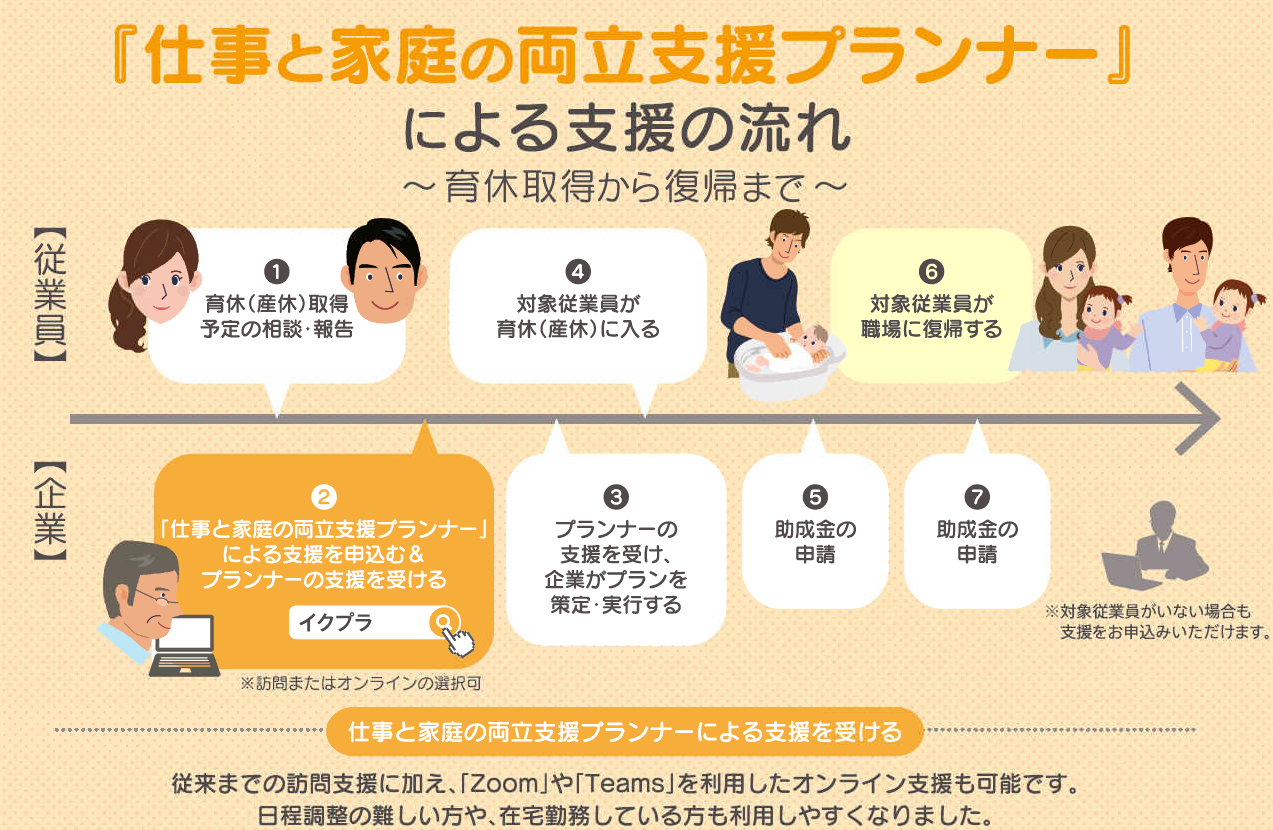 『仕事と家庭の両立支援プランナー』
による支援の流れ
～育休取得から復帰まで～
【従業員】
❶
育休（産休）取得
予定の相談・報告
❹
対象従業員が
育休（産休）に入る
❻
対象従業員が
職場に復帰する
【企業】
❷
「仕事と家庭の両立支援プランナー」
による支援を申込む＆
プランナーの支援を受ける
イクプラ
※訪問またはオンラインの選択可
❸
プランナーの
支援を受け、
企業がプランを
策定・実行する
❺
助成金の
申請
❼
助成金の
申請
※対象従業員がいない場合も
支援をお申込みいただけます。
仕事と家庭の両立支援プランナーによる支援を受ける
従来までの訪問支援に加え、「Zoom」や「Teams」を利用したオンライン支援も可能です。
日程調整の難しい方や、在宅勤務している方も利用しやすくなりました。